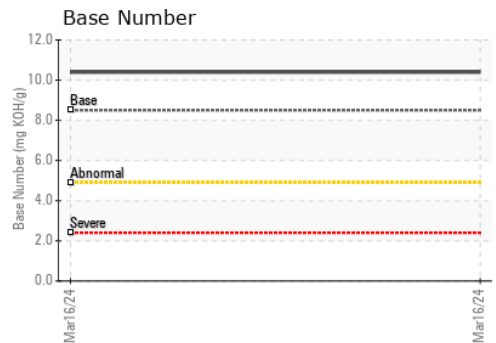 Base Number
12.0
10.0
8.0
6.0
4.0
2.0
0.0
Base Number (mg KOH/g)
Base
Abnormal
Severe
Mar16/24
Mar16/24